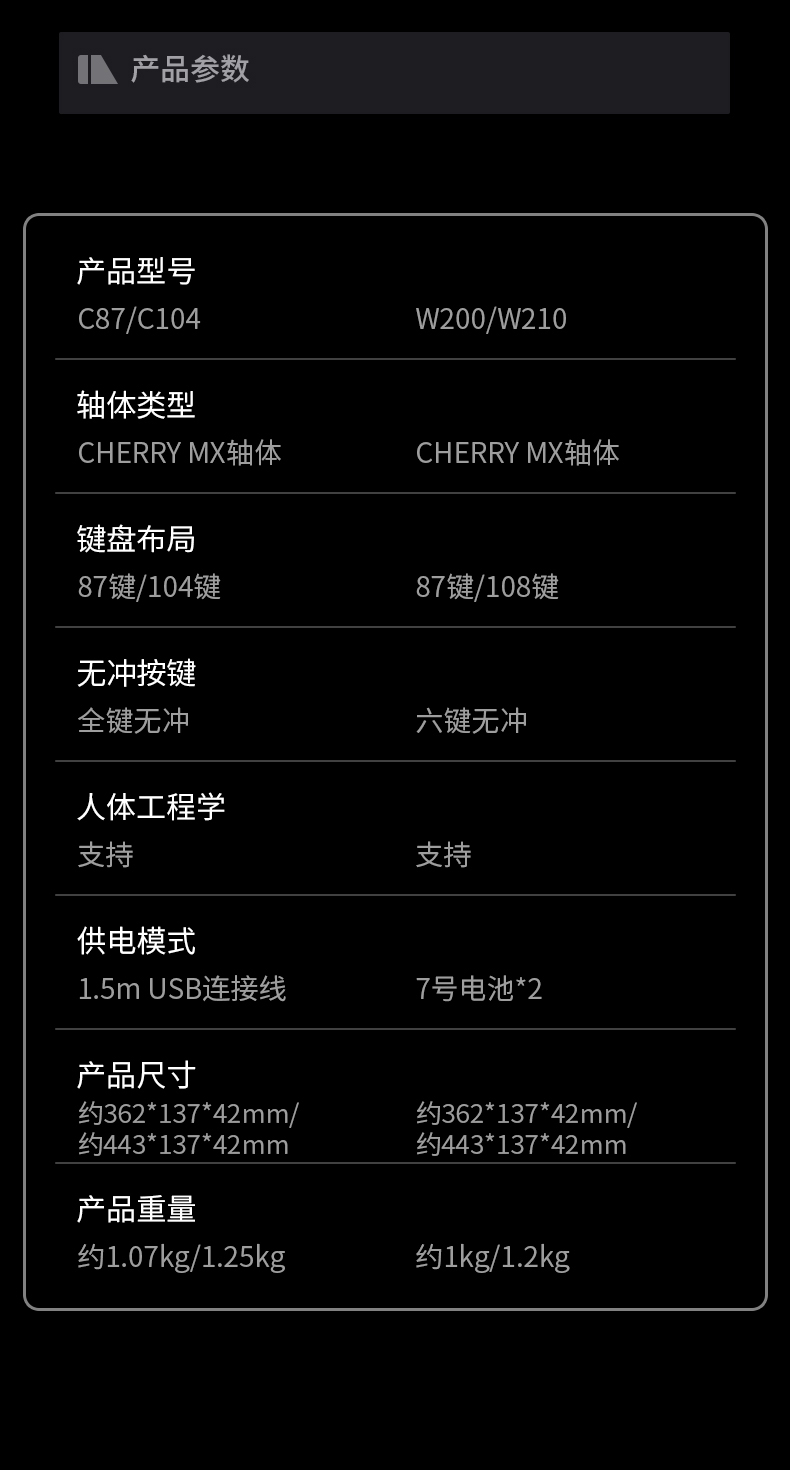 产品参数
产品型号
C87/C104 W200/W210
轴体类型
CHERRY MX轴体 CHERRY MX轴体
键盘布局
87键/104键 87键/108键
无冲按键
全键无冲 六键无冲
人体工程学
支持 支持
供电模式
1.5m USB连接线 7号电池*2
产品尺寸
约362*137*42mm/ 约362*137*42mm/
约443*137*42mm 约443*137*42mm
产品重量
约1.07kg/1.25kg 约1kg/1.2kg